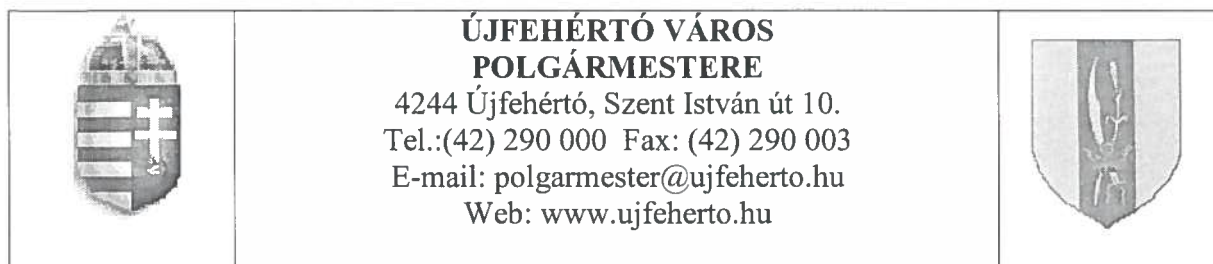 ÚJFEHÉRTÓ VÁROS
POLGÁRMESTERE
4244 Újfehértó, Szent István út 10.
Tel.:(42) 290 000 Fax: (42) 290 003
E-mail: polgarmester@ujfeherto.hu
Web: www.ujfeherto.hu